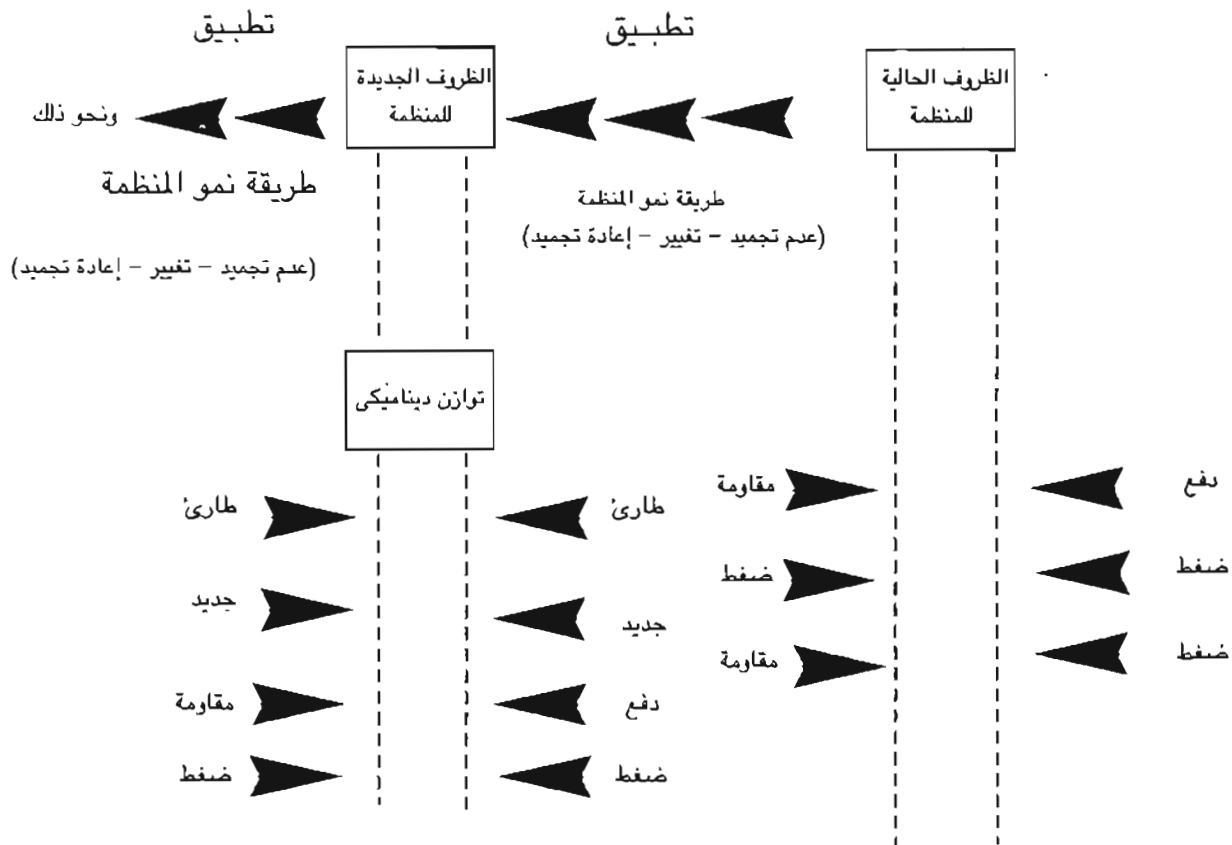 تطبيق
تطبيق
الظروف الحالية
للمنظمة
الظروف الجديدة
للمنظمة
ونحو ذلك
طريقة نمو المنظمة
(عدم تجميد – تغيير – إعادة تجميد)
طريقة نمو المنظمة
(عدم تجميد – تغيير – إعادة تجميد)
توازن ديناميكى
دفع
مقاومة
ضغط
ضغط
ضغط
مقاومة
طارئ
طارئ
جديد
جديد
دفع
مقاومة
ضغط
ضغط